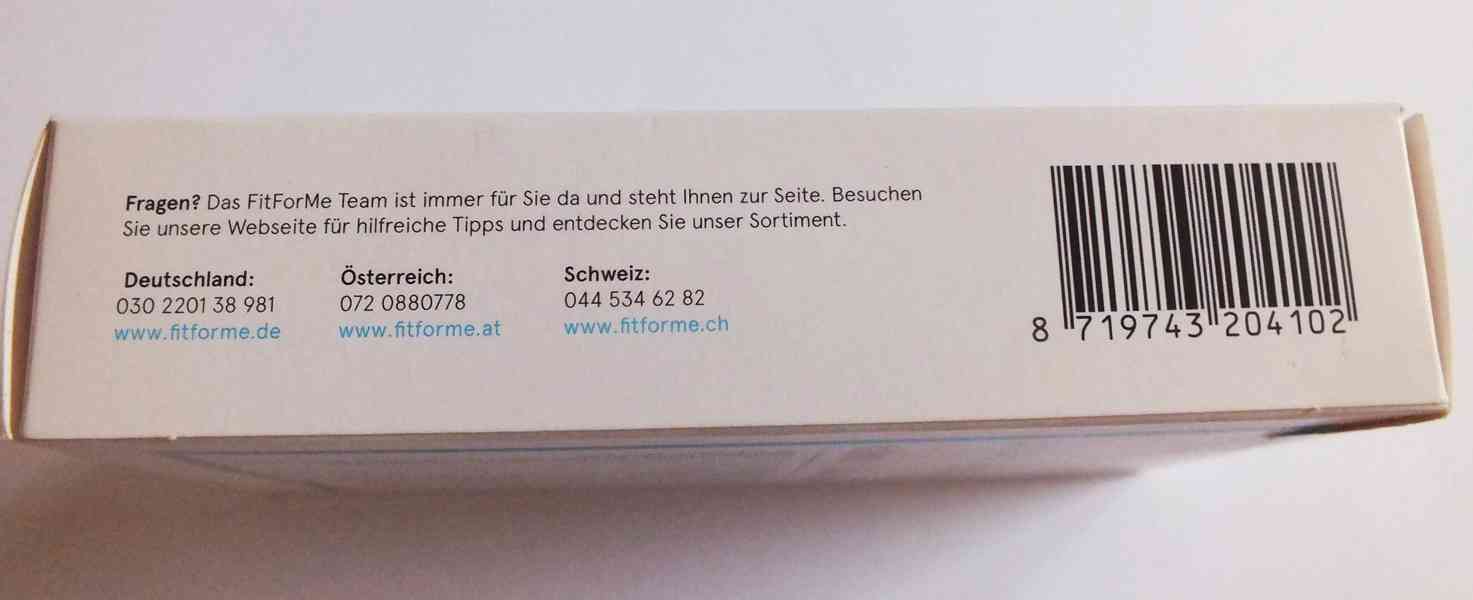 Fragen? Das FitForMe Team ist immer für Sie da und steht Ihnen zur Seite. Besuchen
Sie unsere Webseite für hilfreiche Tipps und entdecken Sie unser Sortiment.
Deutschland:
030 2201 38 981
www.fitforme.de
Österreich:
072 0880778
www.fitforme.at
Schweiz:
044 534 62 82
www.fitforme.ch
8 719743 204102